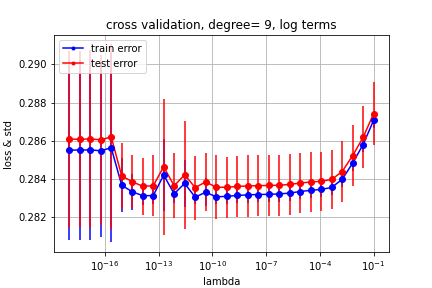 cross validation, degree= 9, log terms
train error
test error
loss & std
0.290
0.288
0.286
0.284
0.282
10⁻¹⁶ 10⁻¹³ 10⁻¹⁰ 10⁻⁷ 10⁻⁴ 10⁻¹
lambda